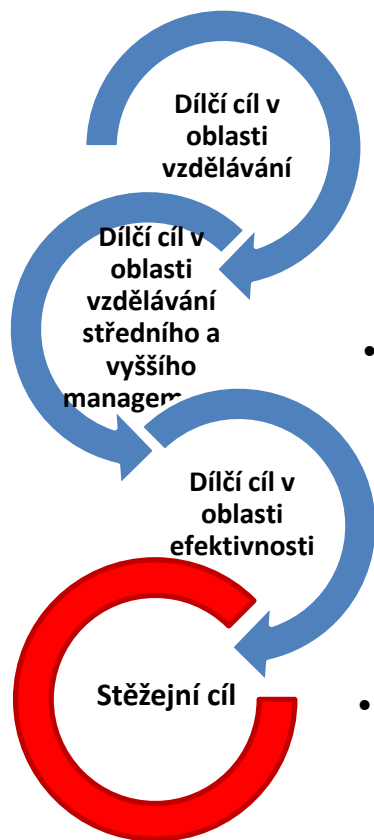 Dílčí cíl v
oblasti
vzdělávání
Dílčí cíl v
oblasti
vzdělávání
středního a
vyššího
•
Dílčí cíl v
oblasti
efektivnosti
Stěžejní cíl
•